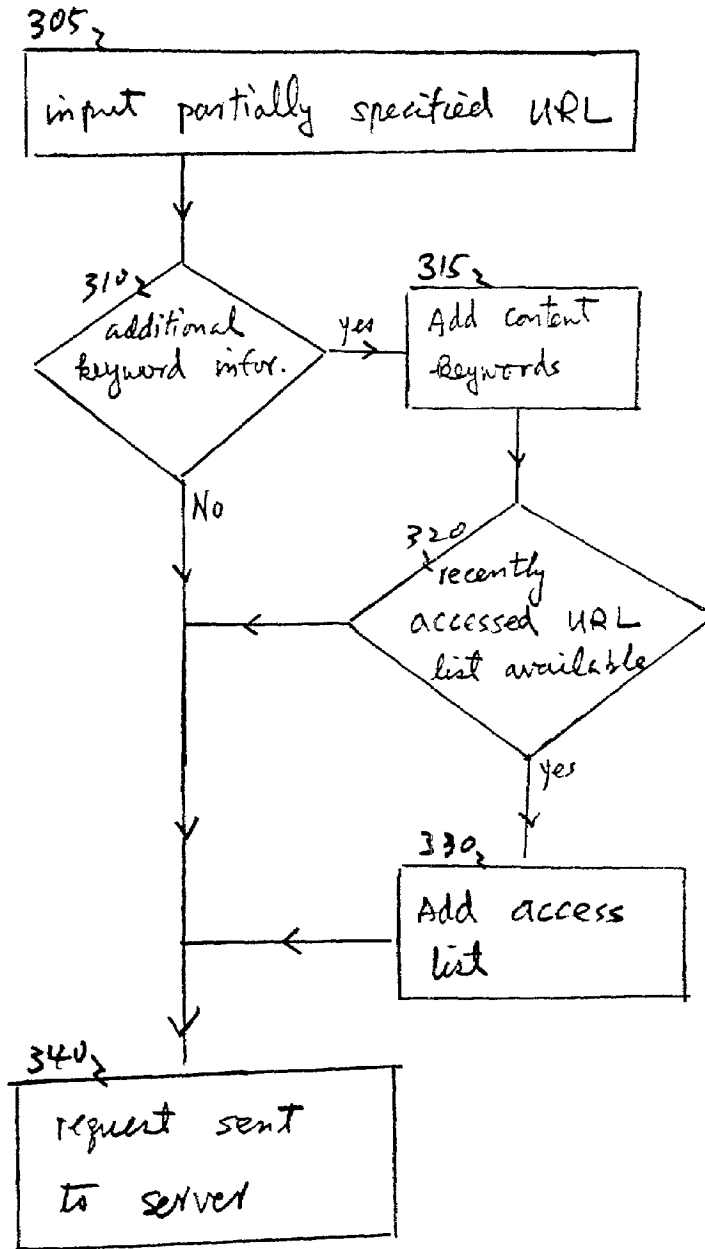 305
input partially specified URL
310
additional
keyword infor.
yes
315
Add content
keywords
No
320
recently
accessed URL
list available
yes
330
Add access
list
340
request sent
to server